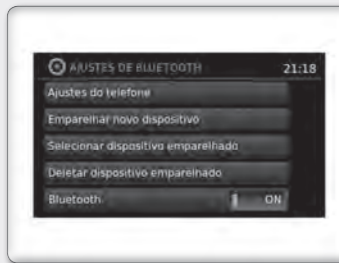 AJUSTES DE BLUETOOTH 21:18
Ajustes do telefone
Emparelhar novo dispositivo
Selecionar dispositivo emparelhado
Deletar dispositivo emparelhado
Bluetooth ON